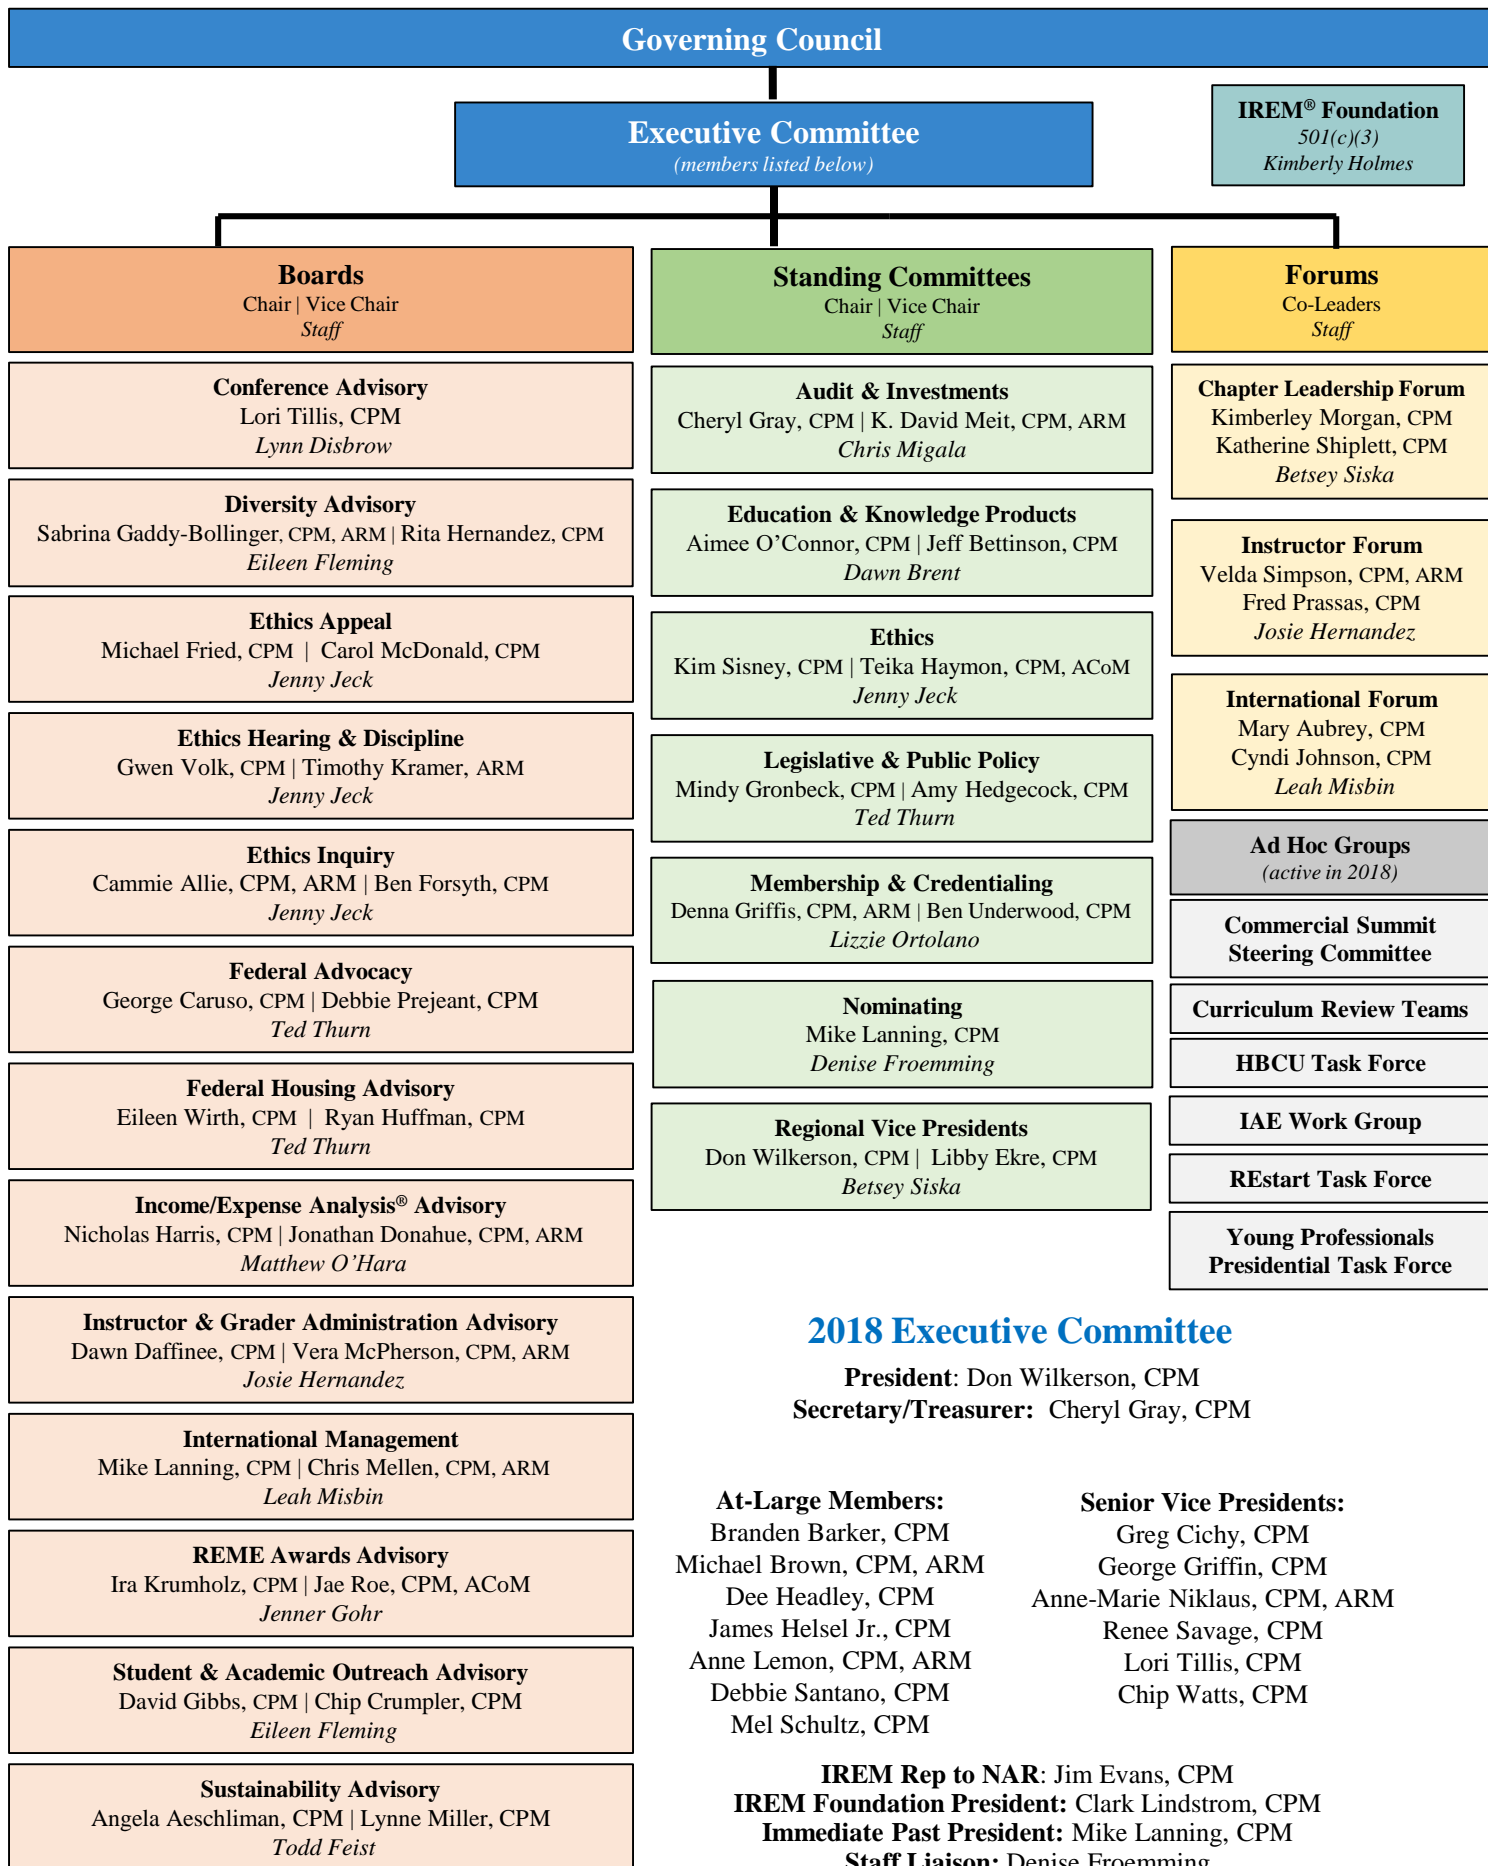 Governing Council
Executive Committee
(members listed below)
IREM® Foundation
501(c)(3)
Kimberly Holmes
Boards
Chair | Vice Chair
Staff
Conference Advisory
Lori Tillis, CPM
Lynn Disbrow
Diversity Advisory
Sabrina Gaddy-Bollinger, CPM, ARM | Rita Hernandez, CPM
Eileen Fleming
Ethics Appeal
Michael Fried, CPM | Carol McDonald, CPM
Jenny Jeck
Ethics Hearing & Discipline
Gwen Volk, CPM | Timothy Kramer, ARM
Jenny Jeck
Ethics Inquiry
Cammie Allie, CPM, ARM | Ben Forsyth, CPM
Jenny Jeck
Federal Advocacy
George Caruso, CPM | Debbie Prejeant, CPM
Ted Thurn
Federal Housing Advisory
Eileen Wirth, CPM | Ryan Huffman, CPM
Ted Thurn
Income/Expense Analysis® Advisory
Nicholas Harris, CPM | Jonathan Donahue, CPM, ARM
Matthew O’Hara
Instructor & Grader Administration Advisory
Dawn Daffinee, CPM | Vera McPherson, CPM, ARM
Josie Hernandez
International Management
Mike Lanning, CPM | Chris Mellen, CPM, ARM
Leah Misbin
REME Awards Advisory
Ira Krumholz, CPM | Jae Roe, CPM, ACoM
Jenner Gohr
Student & Academic Outreach Advisory
David Gibbs, CPM | Chip Crumpler, CPM
Eileen Fleming
Sustainability Advisory
Angela Aeschliman, CPM | Lynne Miller, CPM
Todd Feist
Standing Committees
Chair | Vice Chair
Staff
Audit & Investments
Cheryl Gray, CPM | K. David Meit, CPM, ARM
Chris Migala
Education & Knowledge Products
Aimee O’Connor, CPM | Jeff Bettinson, CPM
Dawn Brent
Ethics
Kim Sisney, CPM | Teika Haymon, CPM, ACoM
Jenny Jeck
Legislative & Public Policy
Mindy Gronbeck, CPM | Amy Hedgecock, CPM
Ted Thurn
Membership & Credentialing
Denna Griffis, CPM, ARM | Ben Underwood, CPM
Lizzie Ortolano
Nominating
Mike Lanning, CPM
Denise Froemming
Regional Vice Presidents
Don Wilkerson, CPM | Libby Ekre, CPM
Betsey Siska
Forums
Co-Leaders
Staff
Chapter Leadership Forum
Kimberley Morgan, CPM
Katherine Shiplett, CPM
Betsey Siska
Instructor Forum
Velda Simpson, CPM, ARM
Fred Prassas, CPM
Josie Hernandez
International Forum
Mary Aubrey, CPM
Cyndi Johnson, CPM
Leah Misbin
Ad Hoc Groups
(active in 2018)
Commercial Summit
Steering Committee
Curriculum Review Teams
HBCU Task Force
IAE Work Group
REstart Task Force
Young Professionals
Presidential Task Force
2018 Executive Committee
President: Don Wilkerson, CPM
Secretary/Treasurer: Cheryl Gray, CPM
At-Large Members:
Branden Barker, CPM
Michael Brown, CPM, ARM
Dee Headley, CPM
James Helsel Jr., CPM
Anne Lemon, CPM, ARM
Debbie Santano, CPM
Mel Schultz, CPM
Senior Vice Presidents:
Greg Cichy, CPM
George Griffin, CPM
Anne-Marie Niklaus, CPM, ARM
Renee Savage, CPM
Lori Tillis, CPM
Chip Watts, CPM
IREM Rep to NAR: Jim Evans, CPM
IREM Foundation President: Clark Lindstrom, CPM
Immediate Past President: Mike Lanning, CPM
Staff Liaison: Denise Froemming